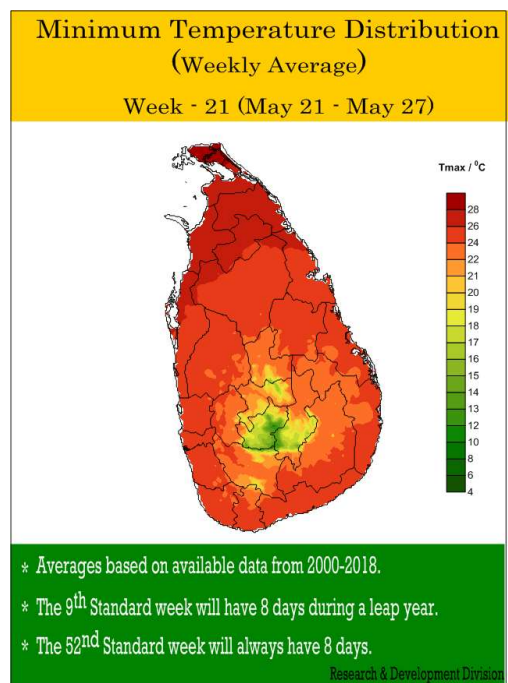 Minimum Temperature Distribution
(Weekly Average)
Week - 21 (May 21 - May 27)
Tmax / ⁰C
28
26
24
22
21
20
19
18
17
16
15
14
13
12
10
8
6
4
* Averages based on available data from 2000-2018.
* The 9th Standard week will have 8 days during a leap year.
* The 52nd Standard week will always have 8 days.
Research & Development Division